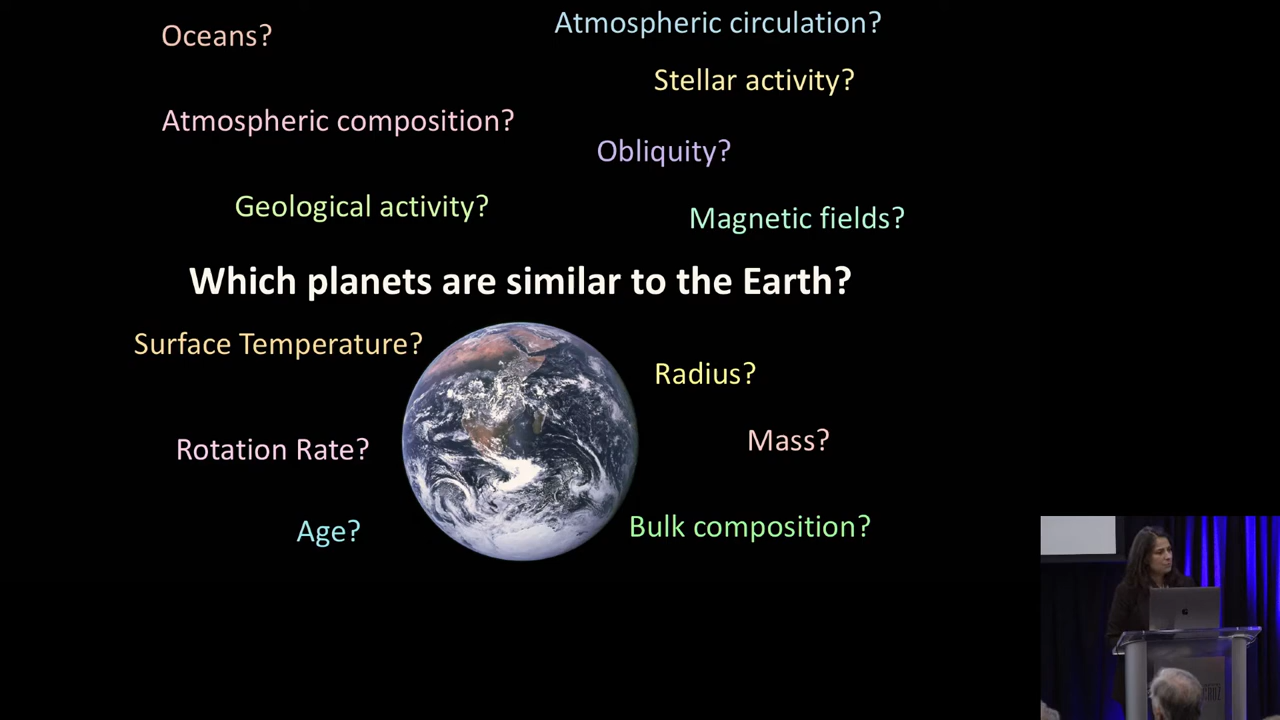 Oceans?
Atmospheric circulation?
Stellar activity?
Atmospheric composition?
Obliquity?
Geological activity?
Magnetic fields?
Which planets are similar to the Earth?
Surface Temperature?
Radius?
Mass?
Rotation Rate?
Bulk composition?
Age?